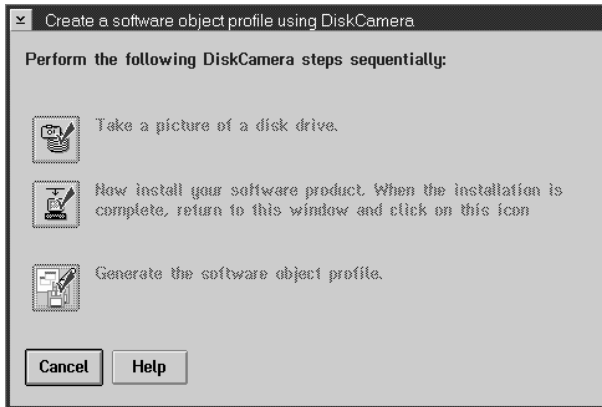 Create a software object profile using DiskCamera
Perform the following DiskCamera steps sequentially:
Take a picture of a disk drive.
Now install your software product. When the installation is
complete, return to this window and click on this icon
Generate the software object profile.
Cancel
Help